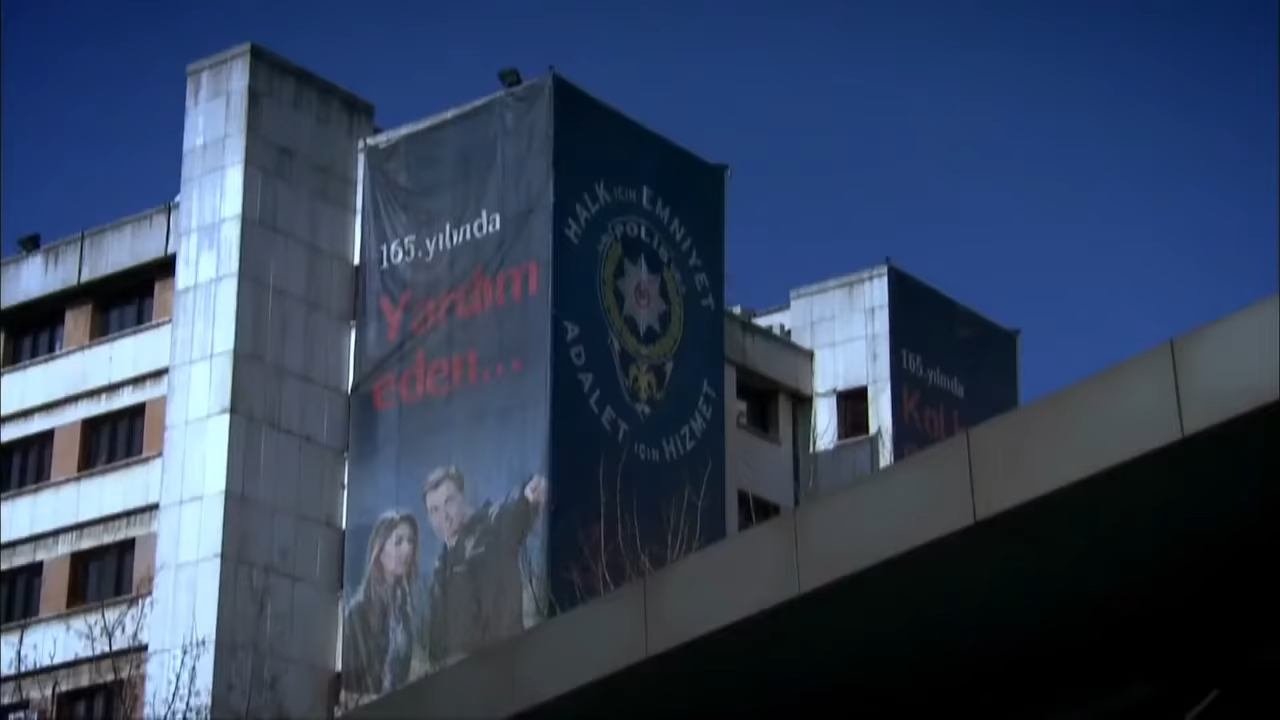 165.yılında
Yardım
eden...
HALK İÇİN EMNİYET
POLİS
ADALET İÇİN HİZMET
165.yılında